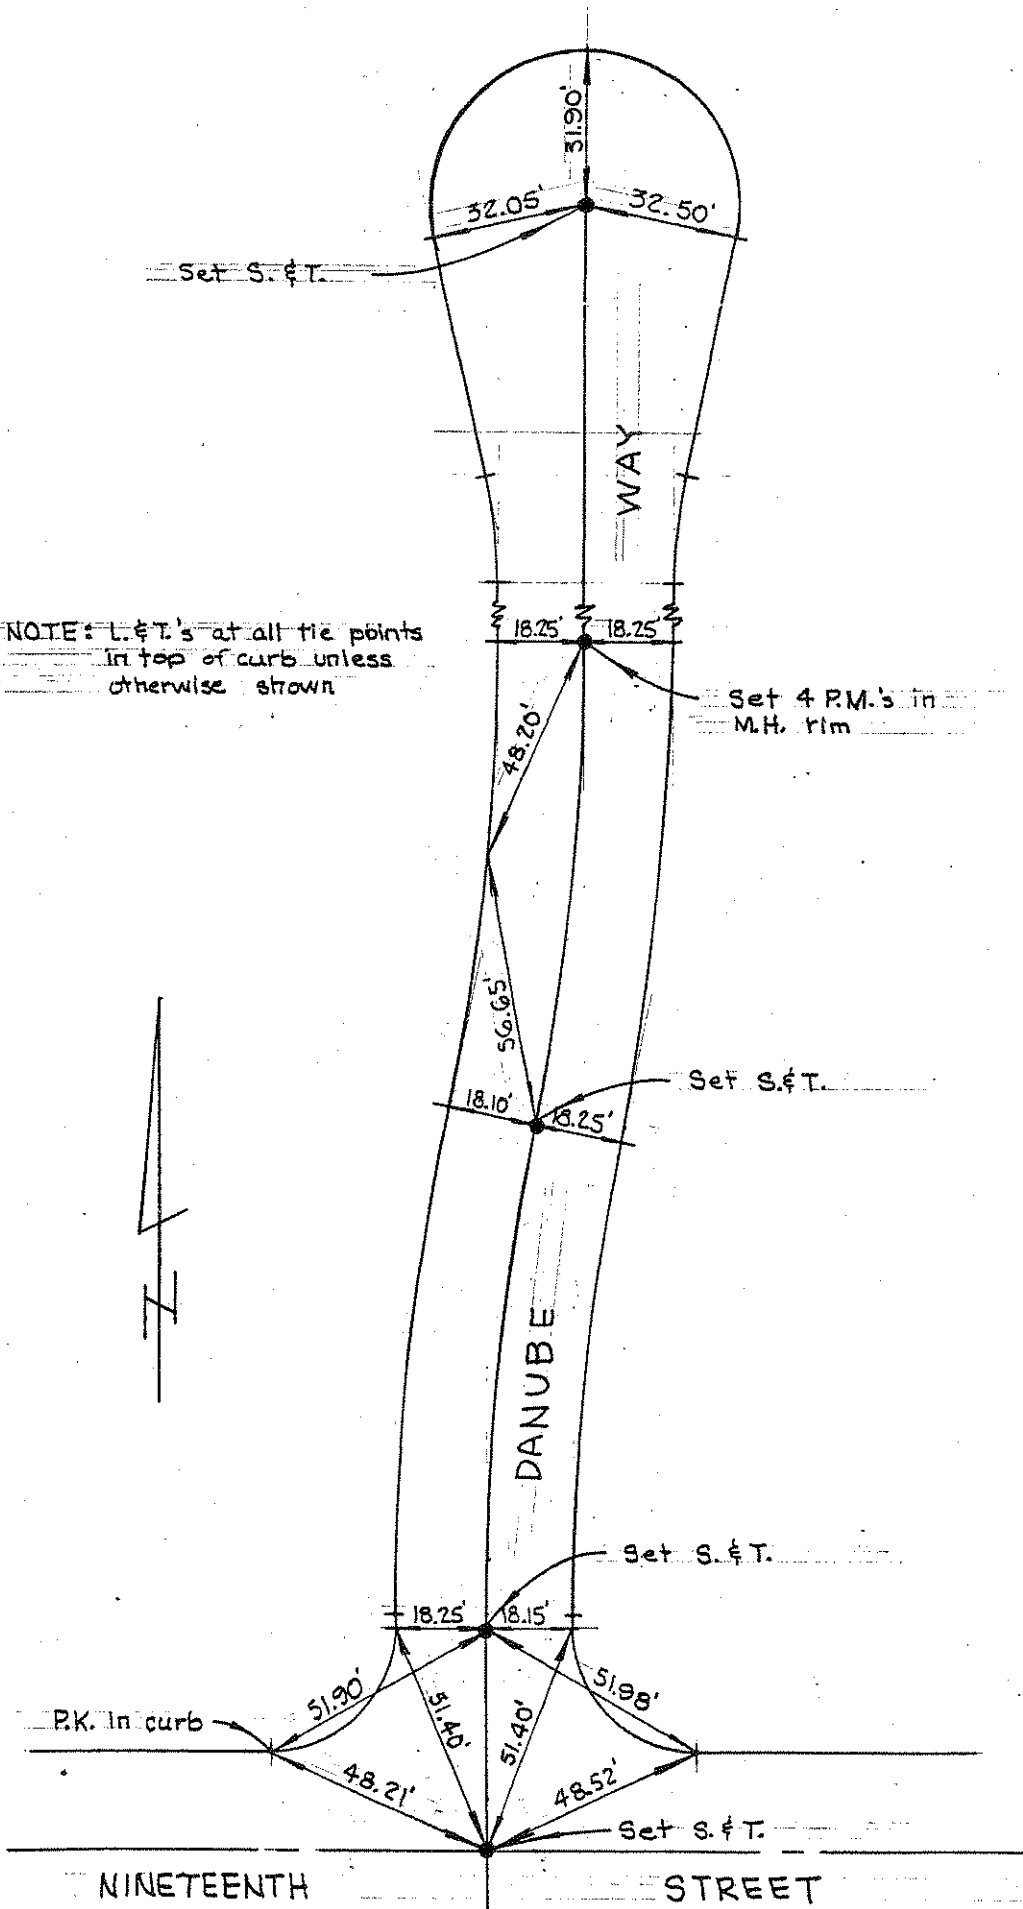 31.90'
32.05'
32.50'
Set S. & T.
WAY
NOTE: L. & T.'s at all tie points
in top of curb unless
otherwise shown
18.25'
18.25'
Set 4 P.M.'s in
M.H. rim
48.20'
56.65'
Set S. & T.
18.10'
18.25'
N
DANUBE
Set S. & T.
18.25'
18.15'
51.90'
51.40'
51.40'
51.98'
P.K. in curb
48.21'
48.52'
Set S. & T.
NINETEENTH STREET